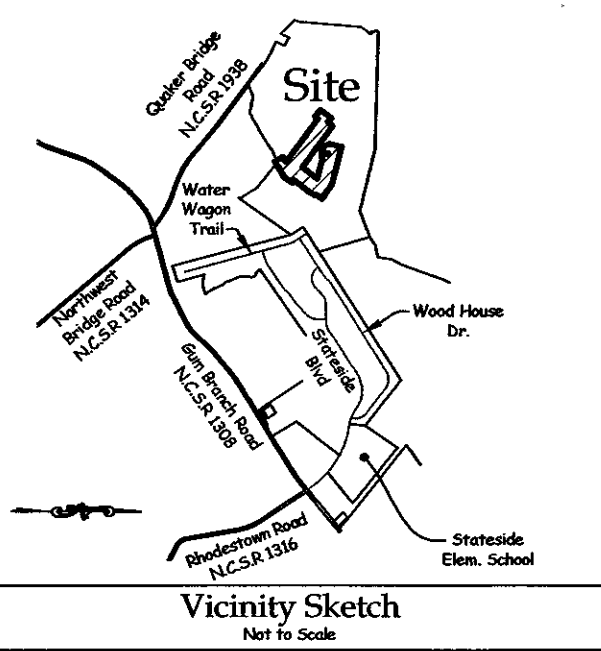 Quaker Bridge
Road
N.C.S.R 1938
Site
Water
Wagon
Trail
Northwest
Bridge Road
N.C.S.R 1314
Wood House
Dr.
Stateside
Blvd
Gum Branch Road
N.C.S.R 1308
Rhodestown Road
N.C.S.R 1316
Stateside
Elem. School
Vicinity Sketch
Not to Scale